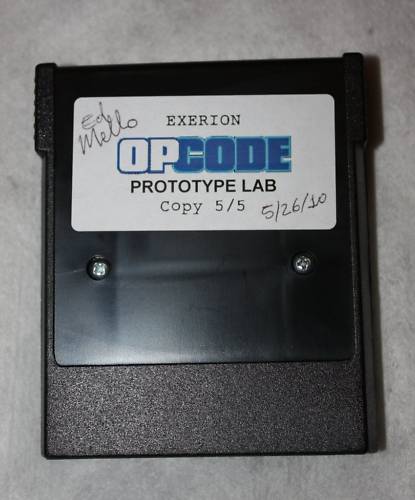 Ed
Mello
EXERION
OPCODE
PROTOTYPE LAB
Copy 5/5
5/26/10